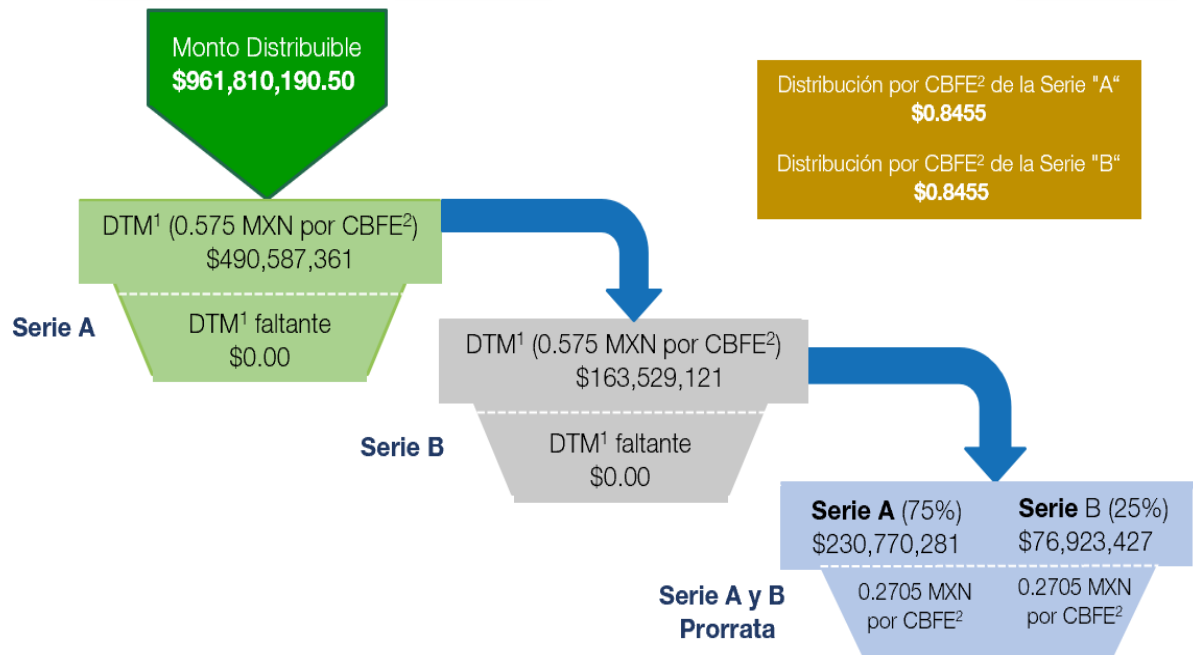 Monto Distribuible
$961,810,190.50
Distribución por CBFE² de la Serie "A“
$0.8455
Distribución por CBFE² de la Serie "B“
$0.8455
DTM¹ (0.575 MXN por CBFE²)
$490,587,361
DTM¹ faltante
$0.00
Serie A
DTM¹ (0.575 MXN por CBFE²)
$163,529,121
DTM¹ faltante
$0.00
Serie B
Serie A (75%)
$230,770,281
Serie B (25%)
$76,923,427
0.2705 MXN
por CBFE²
0.2705 MXN
por CBFE²
Serie A y B
Prorrata